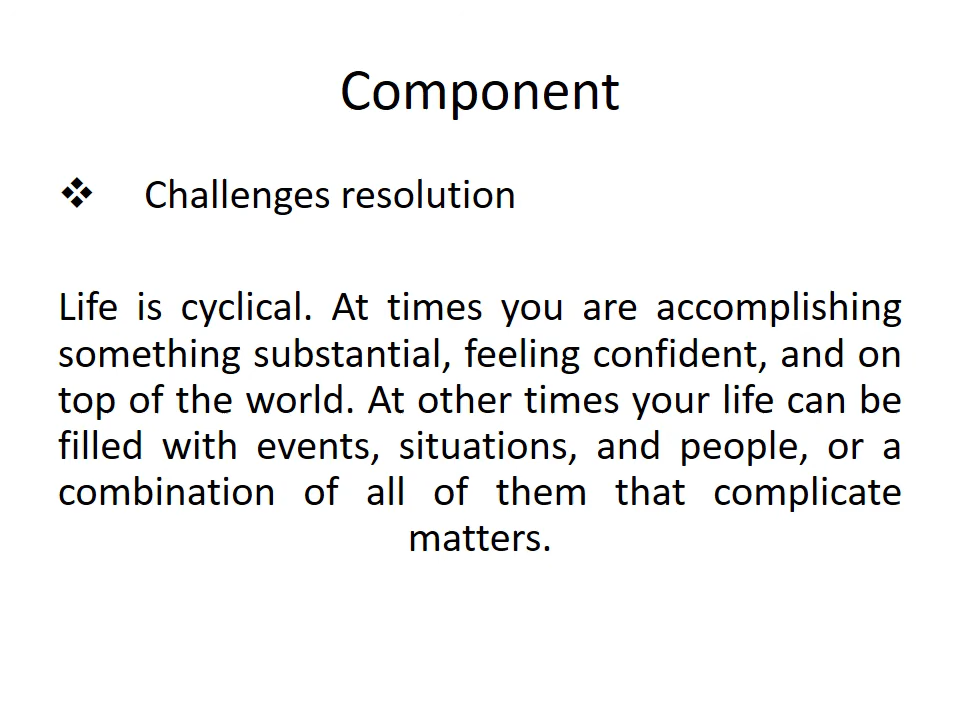 Component
❖ Challenges resolution
Life is cyclical. At times you are accomplishing
something substantial, feeling confident, and on
top of the world. At other times your life can be
filled with events, situations, and people, or a
combination of all of them that complicate
matters.